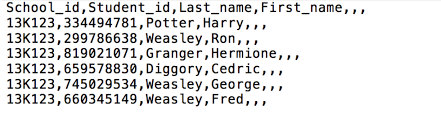 School_id,Student_id,Last_name,First_name,,,
13K123,334494781,Potter,Harry,,,
13K123,299786638,Weasley,Ron,,,
13K123,819021071,Granger,Hermione,,,
13K123,659578830,Diggory,Cedric,,,
13K123,745029534,Weasley,George,,,
13K123,660345149,Weasley,Fred,,,